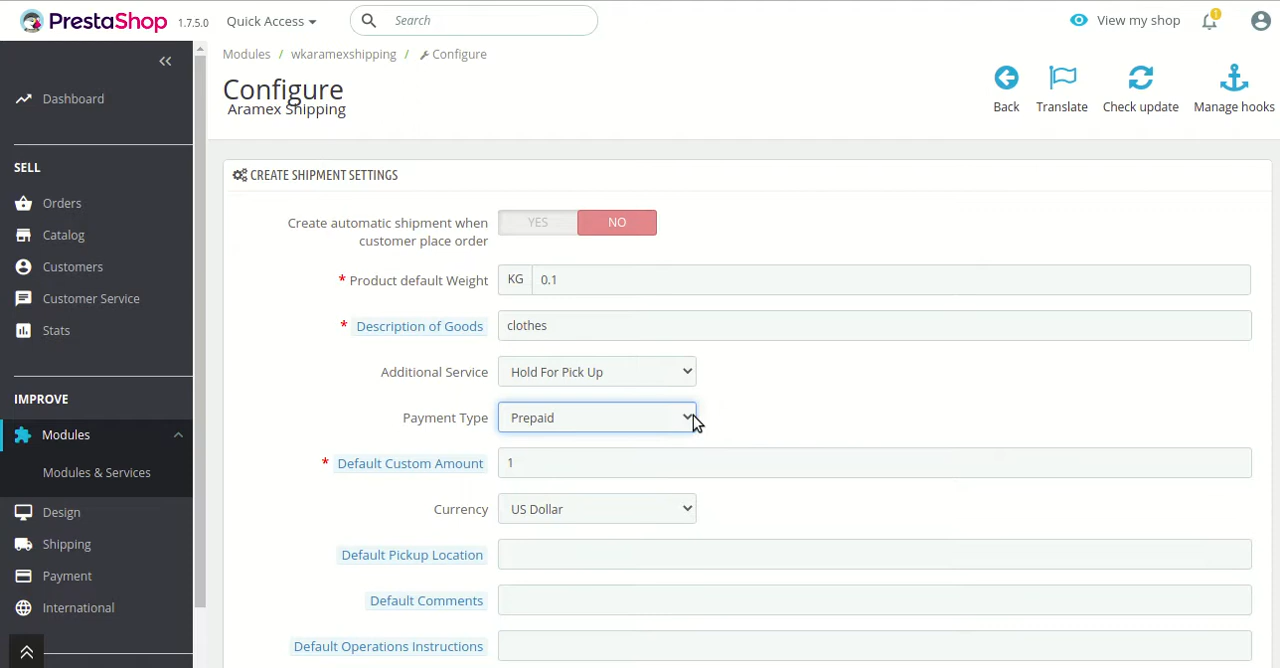 PrestaShop 1.7.5.0 Quick Access Search View my shop 1
Modules / wkaramexshipping / Configure
Configure
Aramex Shipping
Back Translate Check update Manage hooks
Dashboard
SELL
Orders
Catalog
Customers
Customer Service
Stats
IMPROVE
Modules
Modules & Services
Design
Shipping
Payment
International
CREATE SHIPMENT SETTINGS
Create automatic shipment when
customer place order
YES NO
* Product default Weight KG 0.1
* Description of Goods clothes
Additional Service Hold For Pick Up
Payment Type Prepaid
* Default Custom Amount 1
Currency US Dollar
Default Pickup Location
Default Comments
Default Operations Instructions